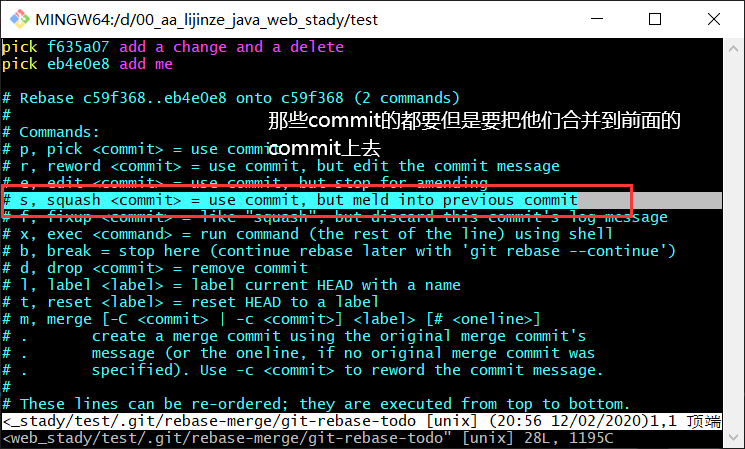 MINGW64:/d/00_aa_lijinze_java_web_stady/test
pick f635a07 add a change and a delete
pick eb4e0e8 add me
# Rebase c59f368..eb4e0e8 onto c59f368 (2 commands)
#
那些commit的都要但是要把他们合并到前面的
# Commands:
# p, pick <commit> = use commit
commit上去
# r, reword <commit> = use commit, but edit the commit message
# e, edit <commit> = use commit, but stop for amending
# s, squash <commit> = use commit, but meld into previous commit
# f, fixup <commit> = like "squash", but discard this commit's log message
# x, exec <command> = run command (the rest of the line) using shell
# b, break = stop here (continue rebase later with 'git rebase --continue')
# d, drop <commit> = remove commit
# l, label <label> = label current HEAD with a name
# t, reset <label> = reset HEAD to a label
# m, merge [-C <commit> | -c <commit>] <label> [# <oneline>]
# .       create a merge commit using the original merge commit's
# .       message (or the oneline, if no original merge commit was
# .       specified). Use -c <commit> to reword the commit message.
#
# These lines can be re-ordered; they are executed from top to bottom.
<_stady/test/.git/rebase-merge/git-rebase-todo [unix] (20:56 12/02/2020)1,1 顶端
<web_stady/test/.git/rebase-merge/git-rebase-todo" [unix] 28L, 1195C